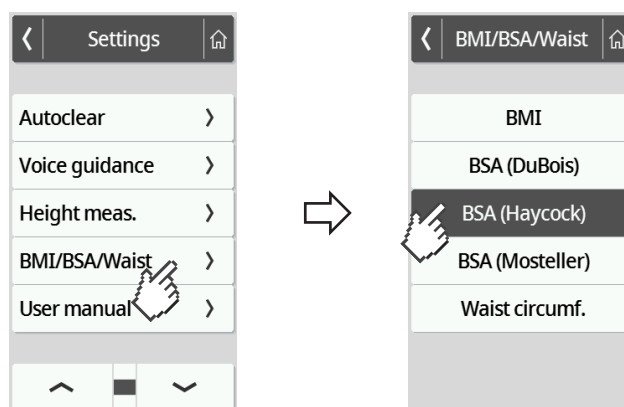 Settings
Autoclear
Voice guidance
Height meas.
BMI/BSA/Waist
User manual
BMI/BSA/Waist
BMI
BSA (DuBois)
BSA (Haycock)
BSA (Mosteller)
Waist circumf.